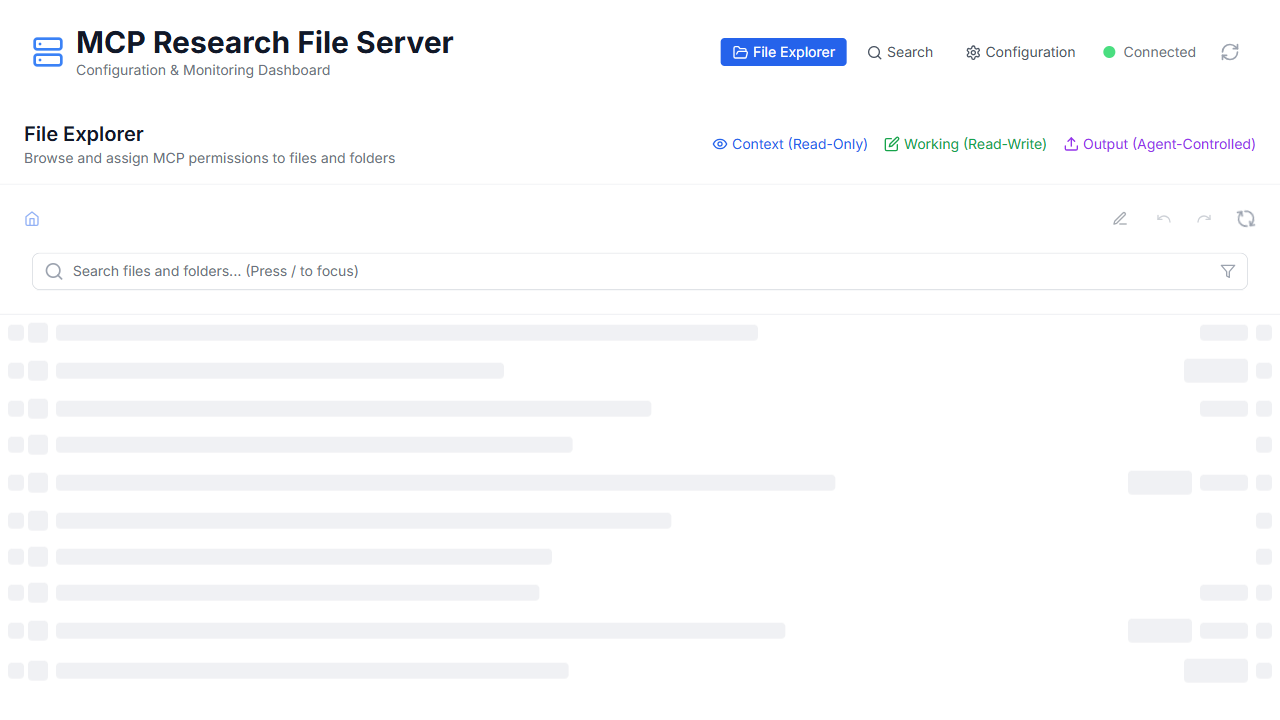 MCP Research File Server
Configuration & Monitoring Dashboard
File Explorer
Search
Configuration
Connected
File Explorer
Browse and assign MCP permissions to files and folders
Context (Read-Only)
Working (Read-Write)
Output (Agent-Controlled)
Search files and folders... (Press / to focus)